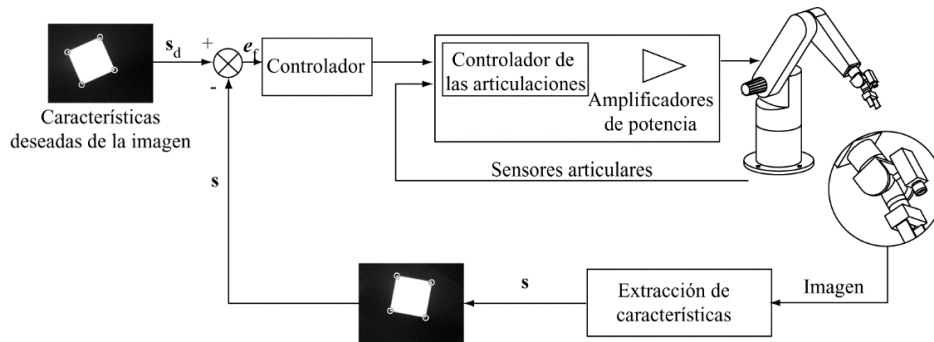 s_d
+
e_f
-
Controlador
Controlador de
las articulaciones
Amplificadores
de potencia
Características
deseadas de la imagen
Sensores articulares
s
s
Imagen
Extracción de
características